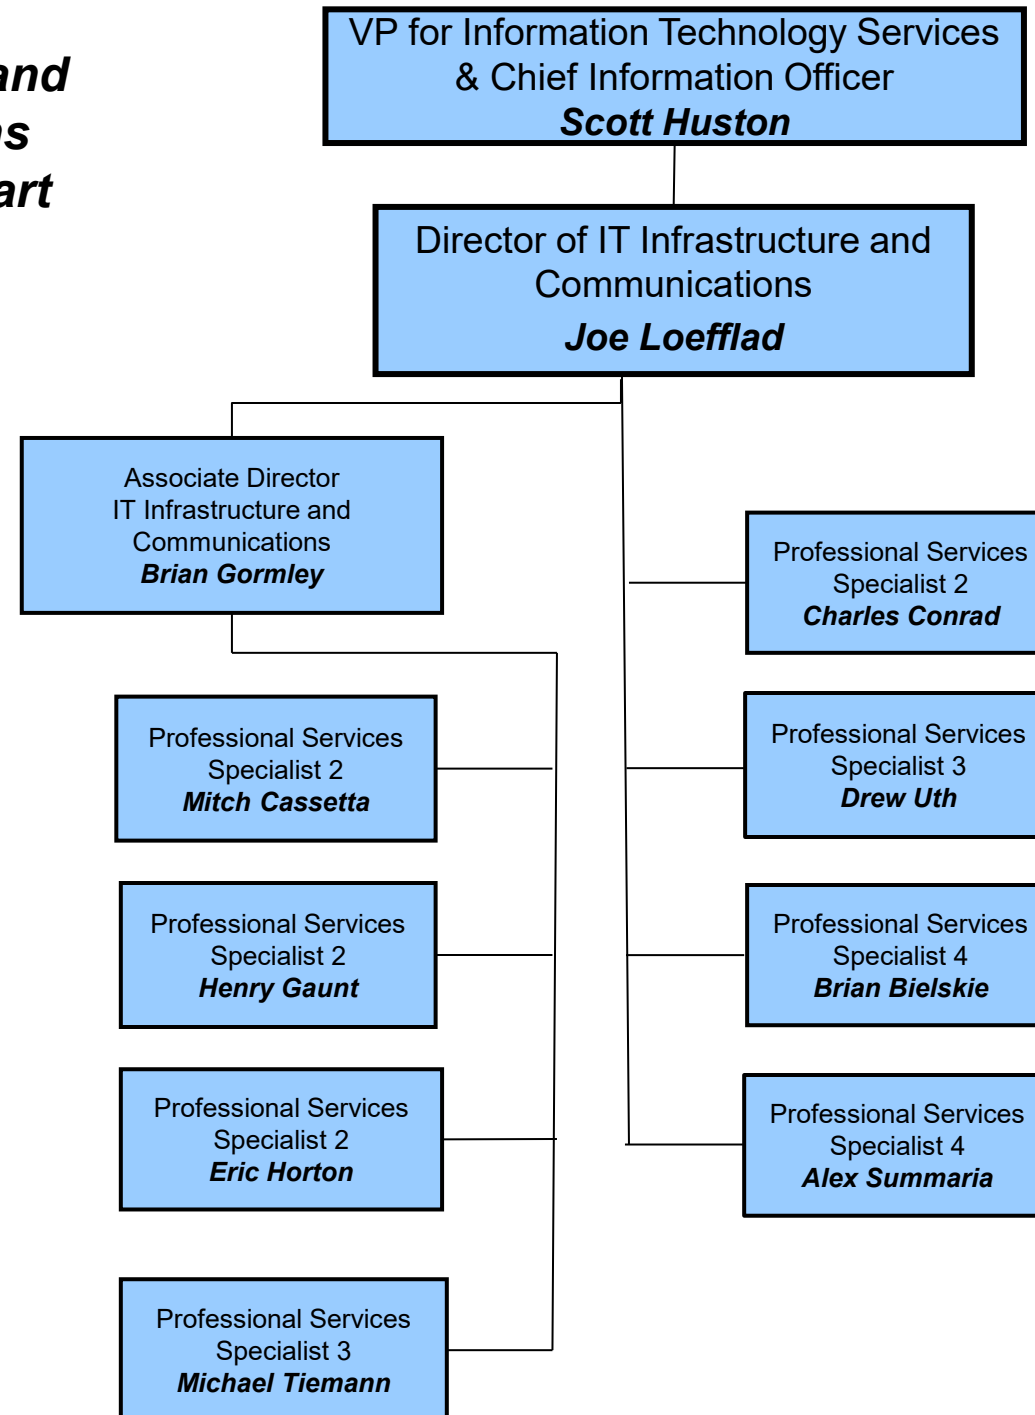 and
ns
art
VP for Information Technology Services
& Chief Information Officer
Scott Huston
Director of IT Infrastructure and
Communications
Joe Loefflad
Associate Director
IT Infrastructure and
Communications
Brian Gormley
Professional Services
Specialist 2
Mitch Cassetta
Professional Services
Specialist 2
Henry Gaunt
Professional Services
Specialist 2
Eric Horton
Professional Services
Specialist 3
Michael Tiemann
Professional Services
Specialist 2
Charles Conrad
Professional Services
Specialist 3
Drew Uth
Professional Services
Specialist 4
Brian Bielskie
Professional Services
Specialist 4
Alex Summaria